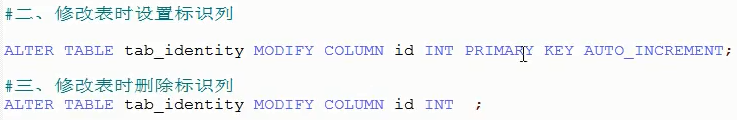 #二、修改表时设置标识列
ALTER TABLE tab_identity MODIFY COLUMN id INT PRIMARY KEY AUTO_INCREMENT;
#三、修改表时删除标识列
ALTER TABLE tab_identity MODIFY COLUMN id INT  ;